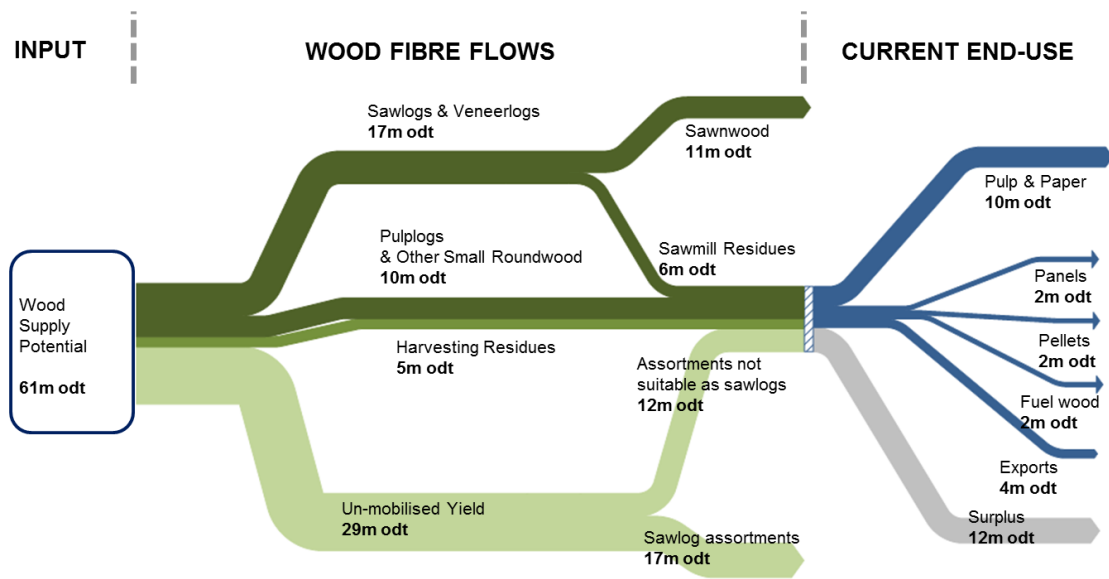 INPUT
WOOD FIBRE FLOWS
CURRENT END-USE
Sawlogs & Veneerlogs
17m odt
Sawnwood
11m odt
Pulp & Paper
10m odt
Pulplogs
& Other Small Roundwood
10m odt
Sawmill Residues
6m odt
Panels
2m odt
Wood
Supply
Potential
61m odt
Harvesting Residues
5m odt
Assortments not
suitable as sawlogs
12m odt
Pellets
2m odt
Fuel wood
2m odt
Exports
4m odt
Un-mobilised Yield
29m odt
Sawlog assortments
17m odt
Surplus
12m odt